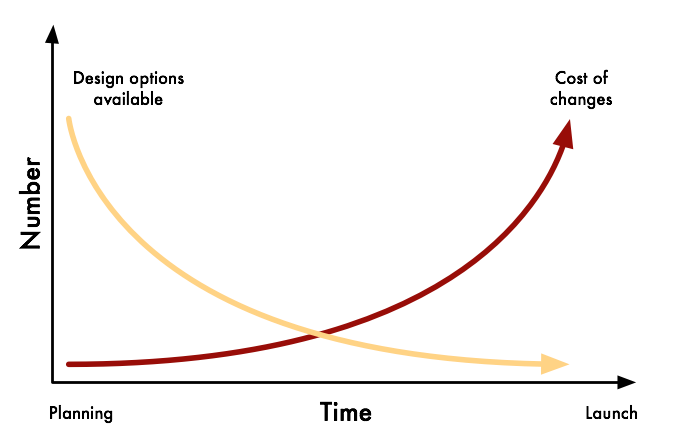 Design options
available
Cost of
changes
Number
Planning
Time
Launch